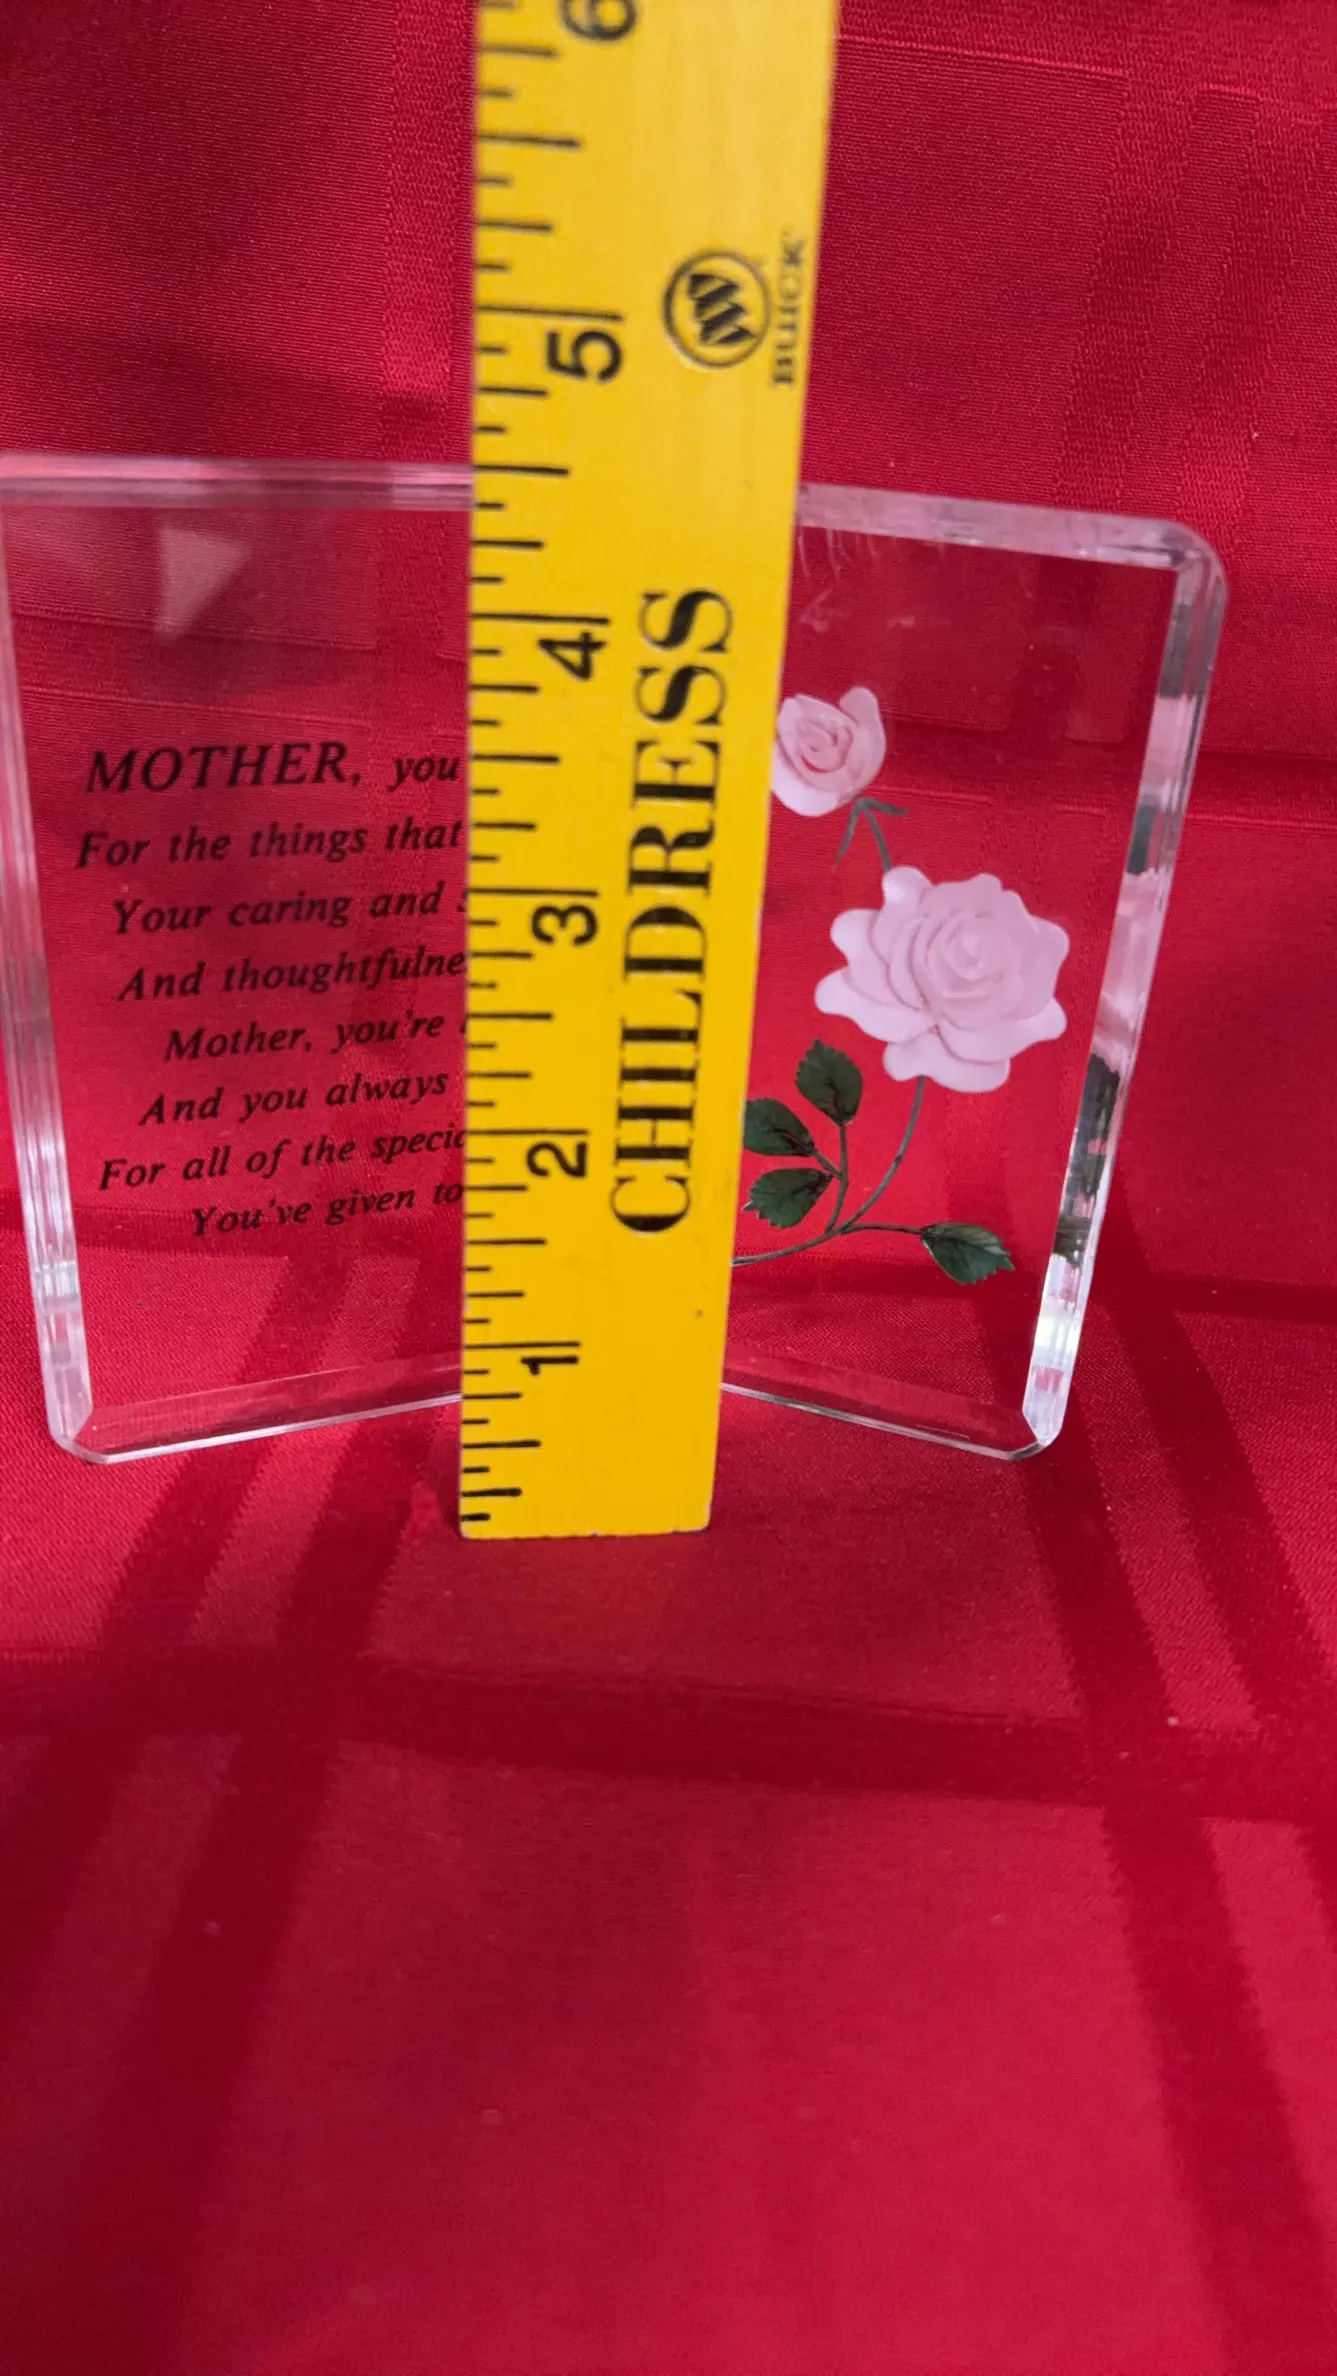 6
BUICK
5
4
CHILDRESS
3
2
1
MOTHER, you
For the things that
Your caring and
And thoughtfulne
Mother, you're
And you always
For all of the specia
You've given to